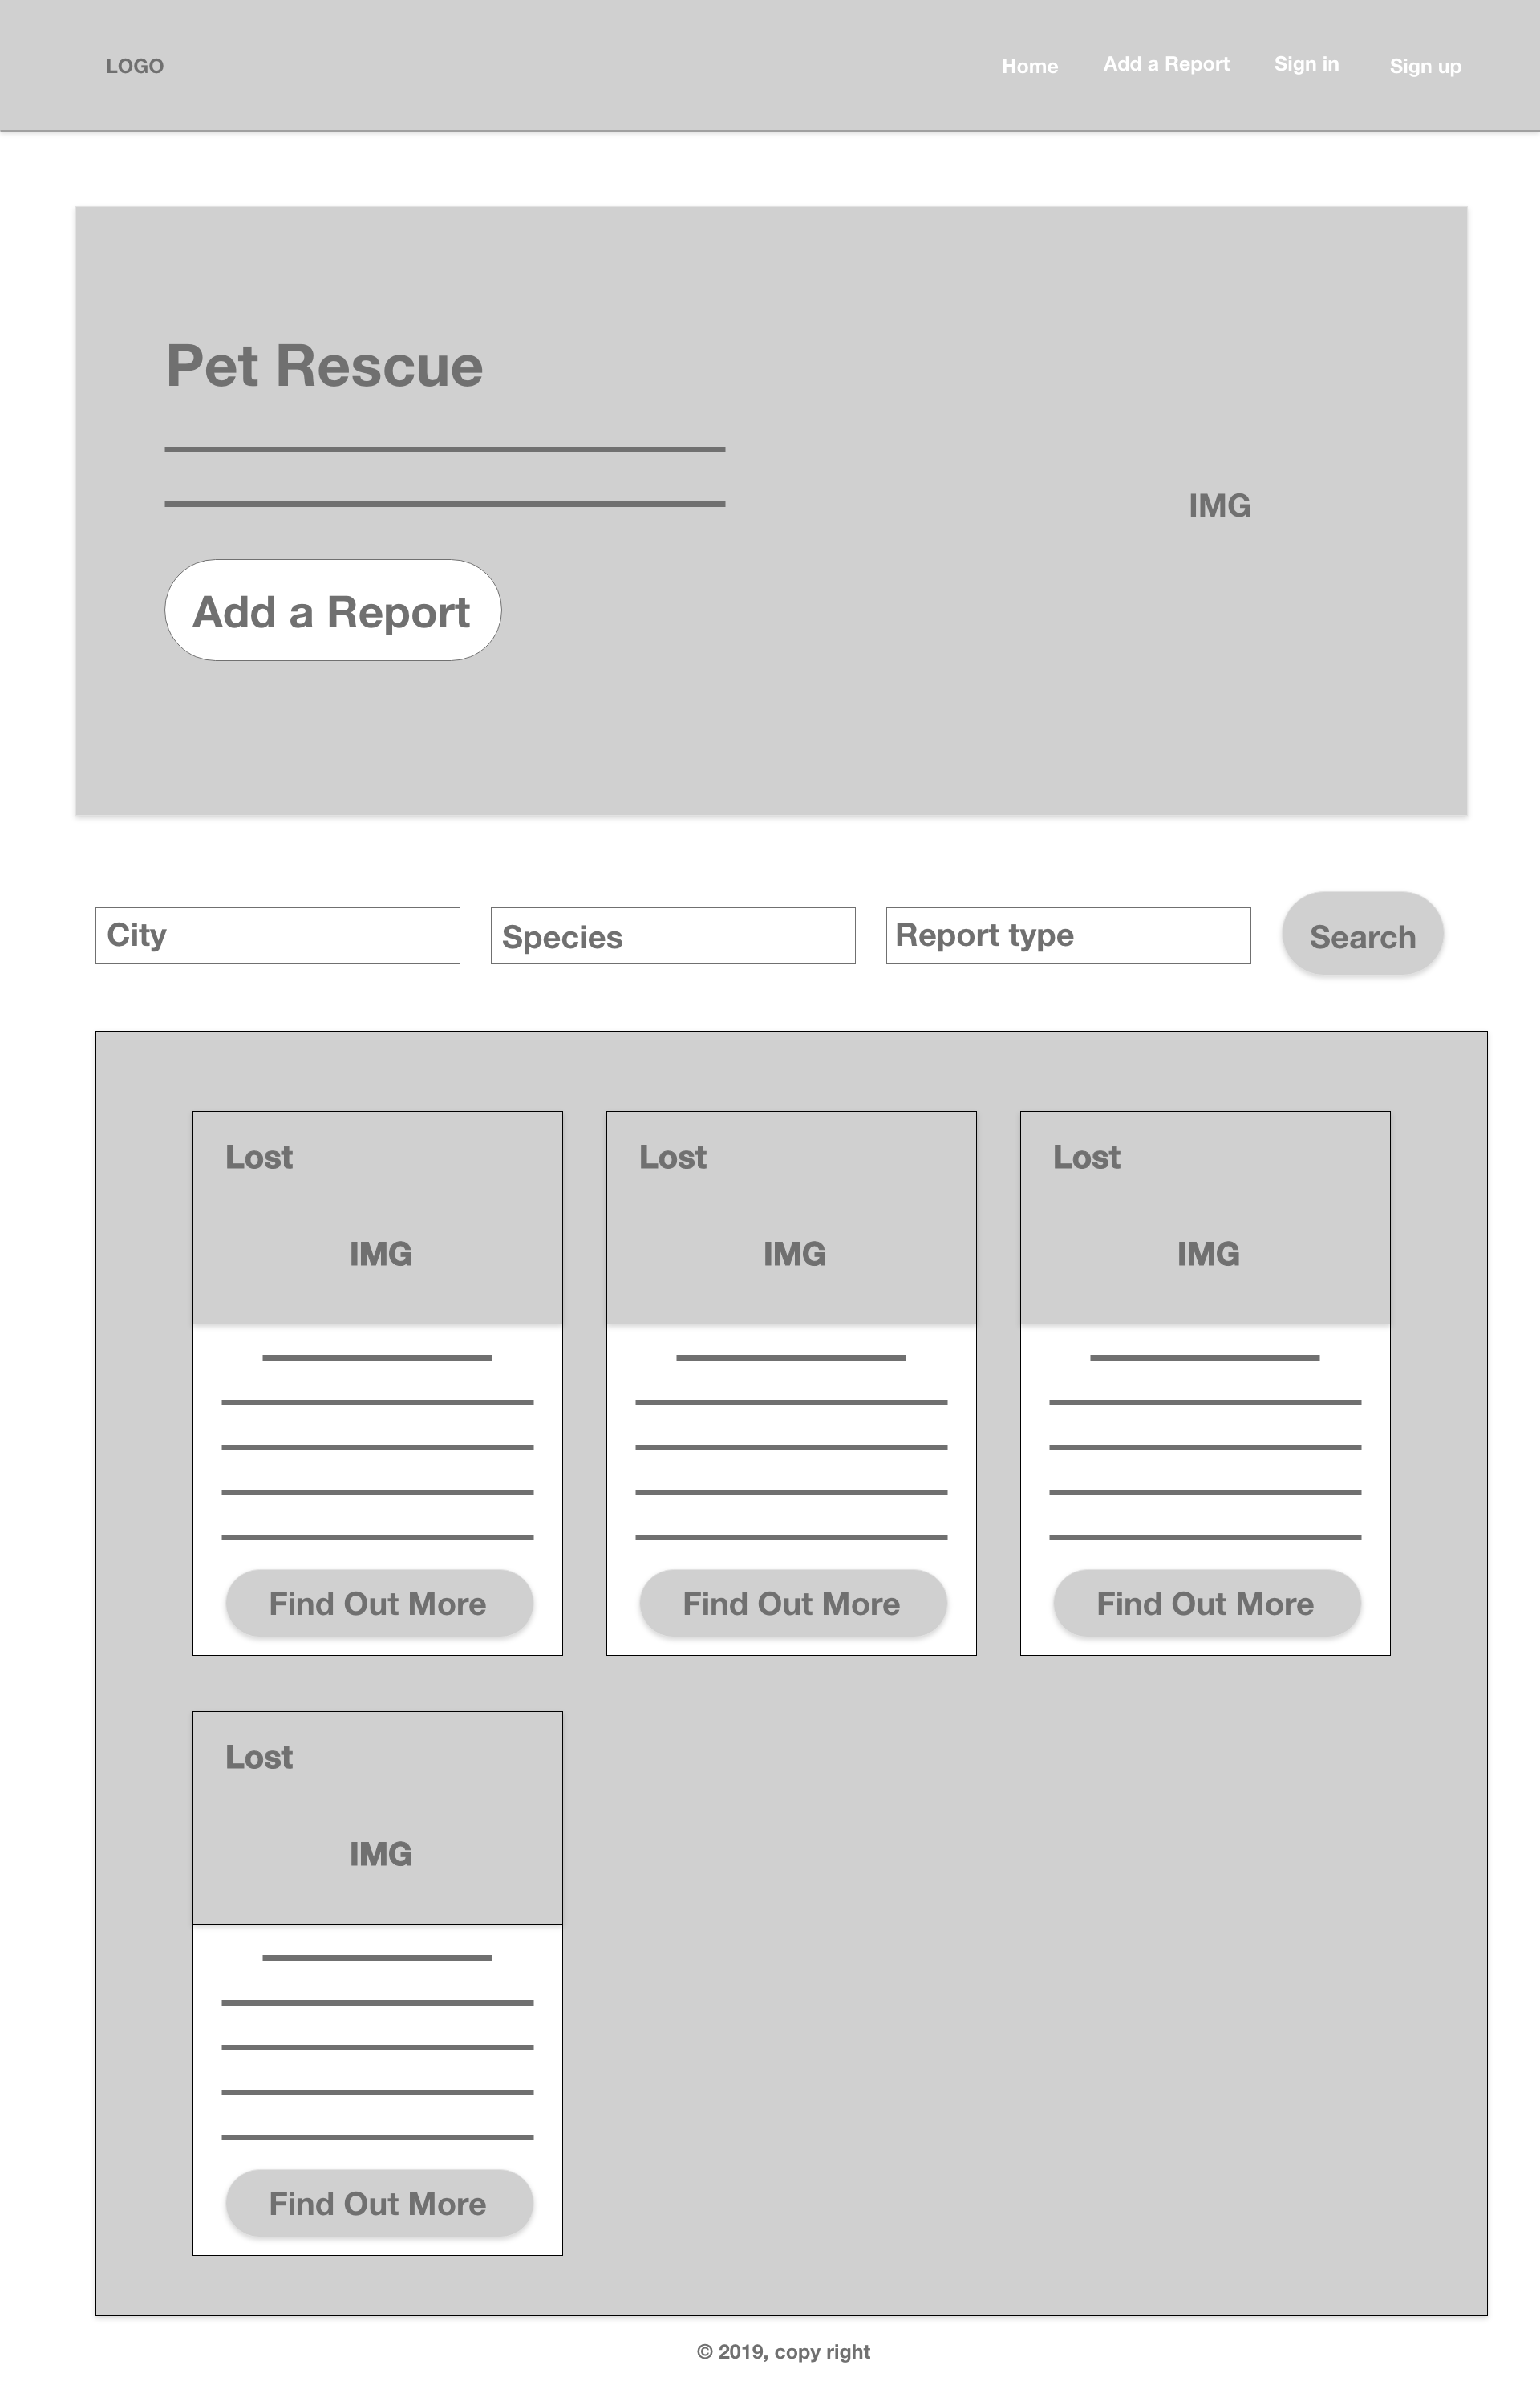 LOGO
Home
Add a Report
Sign in
Sign up
Pet Rescue
IMG
Add a Report
City
Species
Report type
Search
Lost
IMG
Find Out More
Lost
IMG
Find Out More
Lost
IMG
Find Out More
Lost
IMG
Find Out More
© 2019, copy right